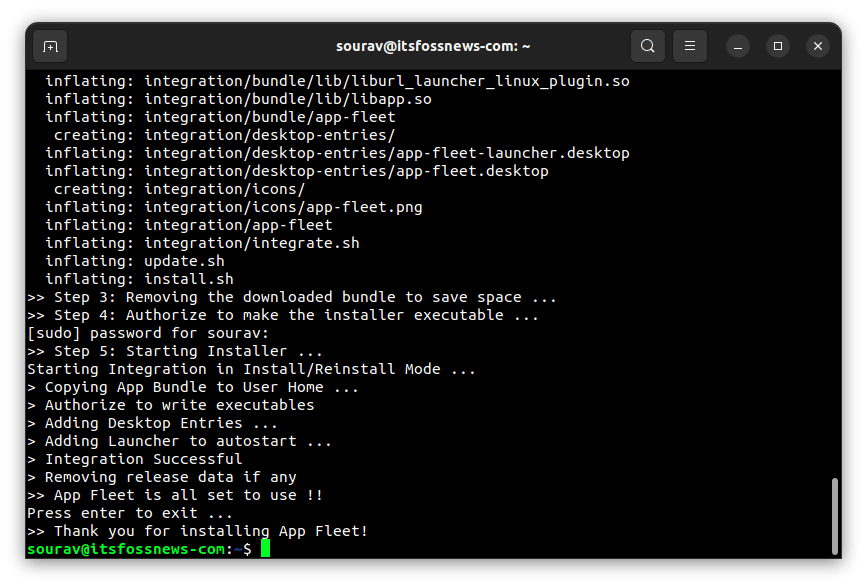 sourav@itsfossnews-com: ~
inflating: integration/bundle/lib/liburl_launcher_linux_plugin.so
inflating: integration/bundle/lib/libapp.so
inflating: integration/bundle/app-fleet
creating: integration/desktop-entries/
inflating: integration/desktop-entries/app-fleet-launcher.desktop
inflating: integration/desktop-entries/app-fleet.desktop
creating: integration/icons/
inflating: integration/icons/app-fleet.png
inflating: integration/app-fleet
inflating: integration/integrate.sh
inflating: update.sh
inflating: install.sh
>> Step 3: Removing the downloaded bundle to save space ...
>> Step 4: Authorize to make the installer executable ...
[sudo] password for sourav:
>> Step 5: Starting Installer ...
Starting Integration in Install/Reinstall Mode ...
> Copying App Bundle to User Home ...
> Authorize to write executables
> Adding Desktop Entries ...
> Adding Launcher to autostart ...
> Integration Successful
> Removing release data if any
>> App Fleet is all set to use !!
Press enter to exit ...
>> Thank you for installing App Fleet!
sourav@itsfossnews-com:~$